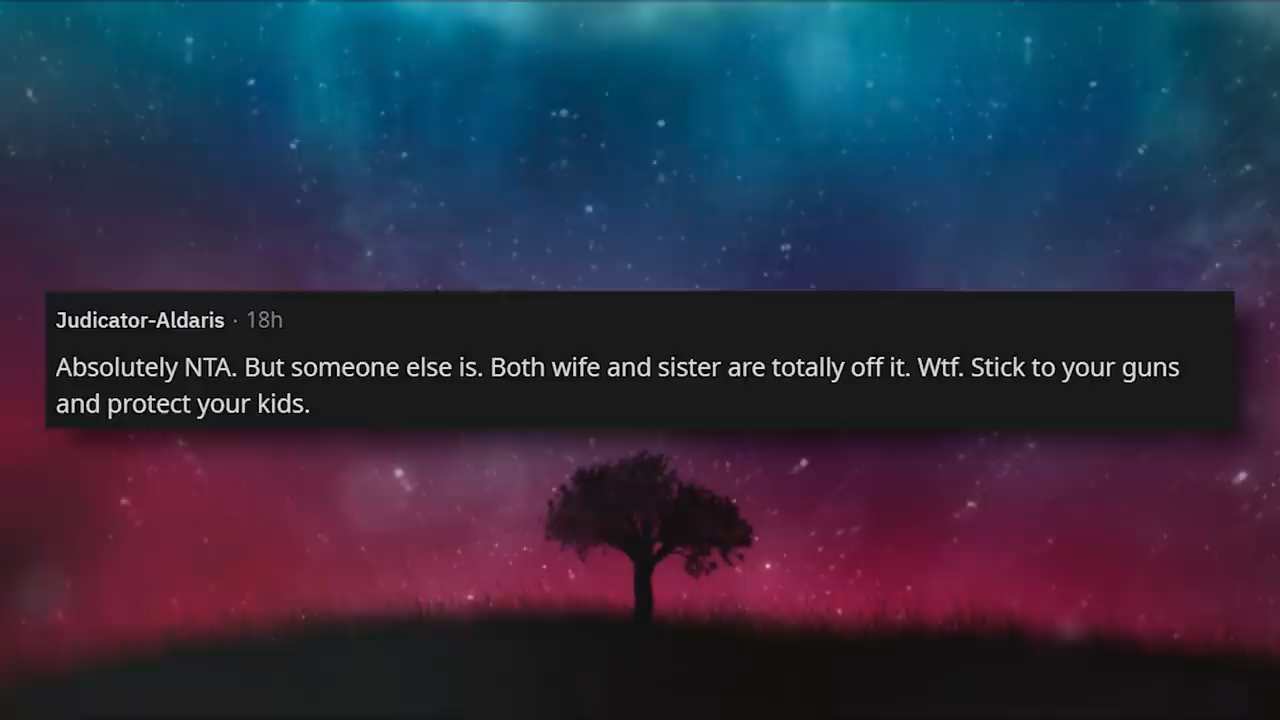 Judicator-Aldaris · 18h
Absolutely NTA. But someone else is. Both wife and sister are totally off it. Wtf. Stick to your guns
and protect your kids.